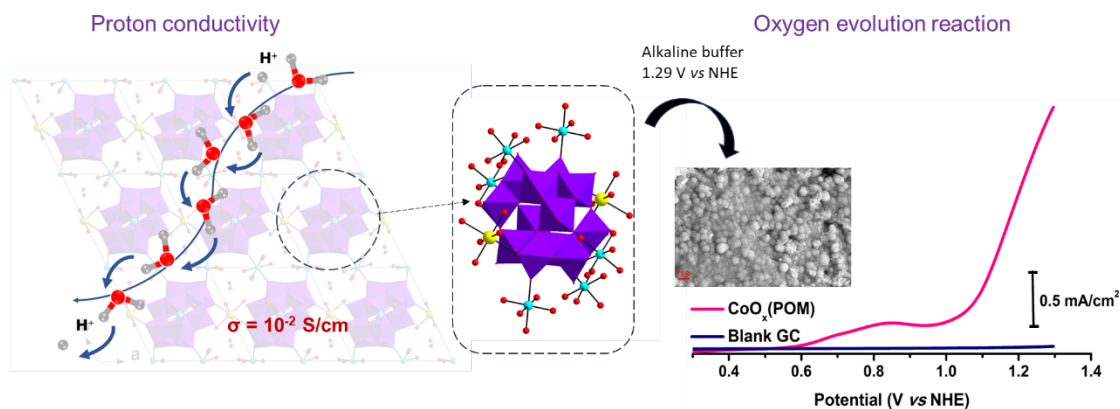 Proton conductivity
Oxygen evolution reaction
H⁺
Alkaline buffer
1.29 V vs NHE
σ = 10⁻² S/cm
H⁺
a
CoOₓ(POM)
Blank GC
0.5 mA/cm²
0.4 0.6 0.8 1.0 1.2 1.4
Potential (V vs NHE)